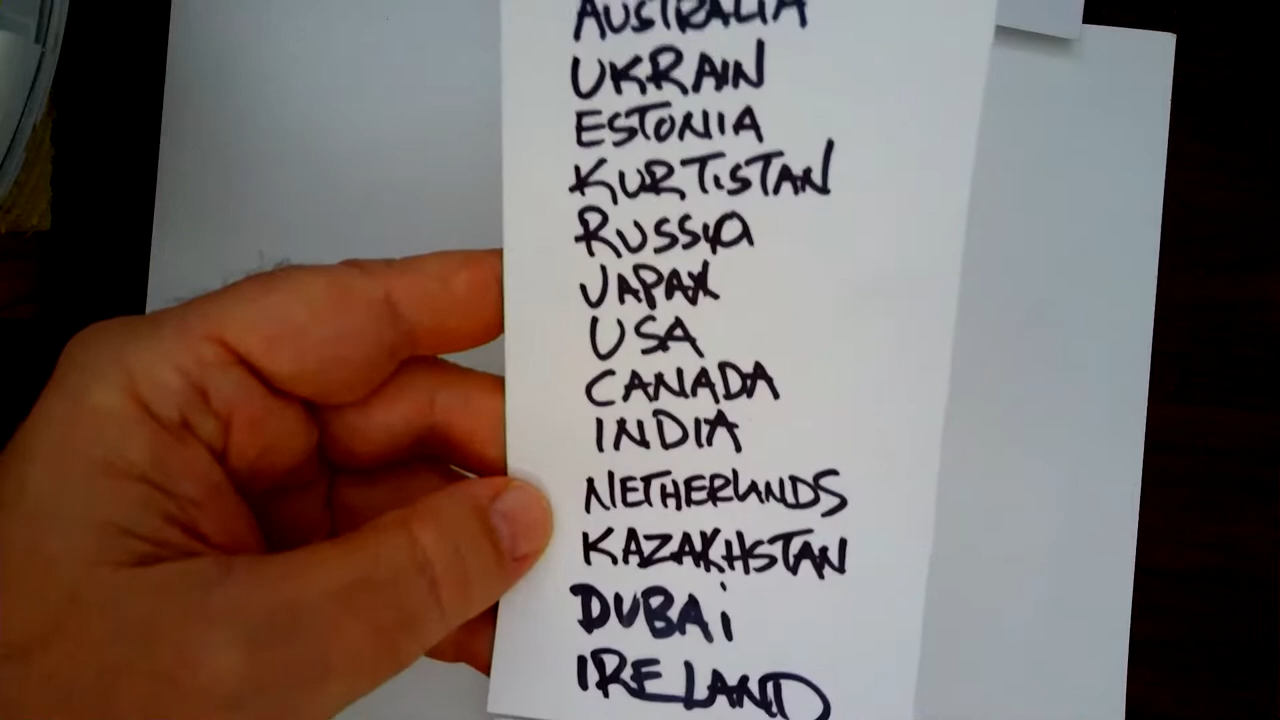 AUSTRALIA
UKRAIN
ESTONIA
KURTISTAN
RUSSIA
JAPAN
USA
CANADA
INDIA
NETHERLANDS
KAZAKHSTAN
DUBAi
IRELAND